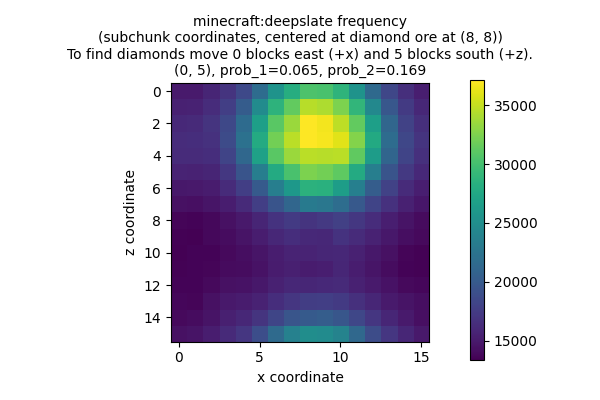 minecraft:deepslate frequency
(subchunk coordinates, centered at diamond ore at (8, 8))
To find diamonds move 0 blocks east (+x) and 5 blocks south (+z).
(0, 5), prob_1=0.065, prob_2=0.169
0
2
4
6
8
10
12
14
z coordinate
0 5 10 15
x coordinate
35000
30000
25000
20000
15000